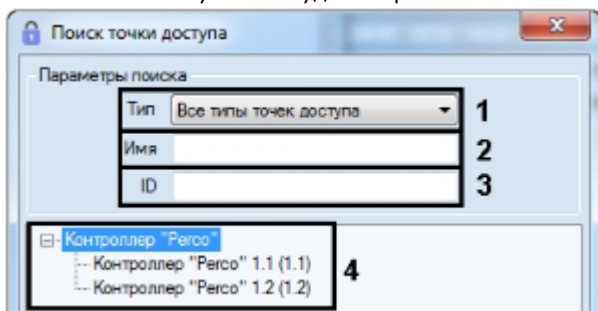 Поиск точки доступа
Параметры поиска
Тип Все типы точек доступа 1
Имя 2
ID 3
Контроллер "Perco"
Контроллер "Perco" 1.1 (1.1)
Контроллер "Perco" 1.2 (1.2)
4